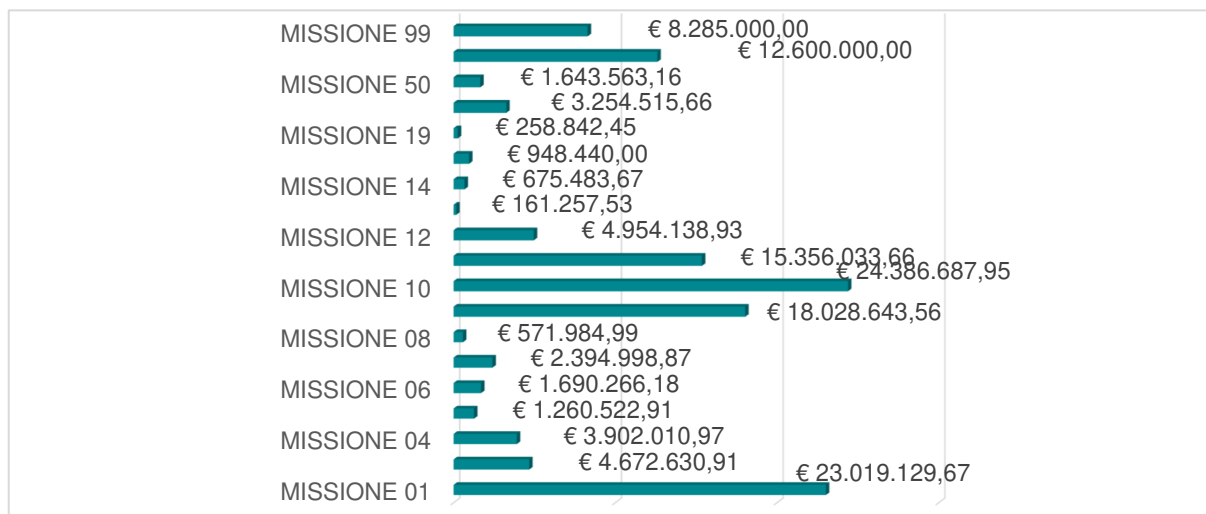 MISSIONE 99 € 8.285.000,00
€ 12.600.000,00
MISSIONE 50 € 1.643.563,16
€ 3.254.515,66
MISSIONE 19 € 258.842,45
€ 948.440,00
MISSIONE 14 € 675.483,67
€ 161.257,53
MISSIONE 12 € 4.954.138,93
€ 15.356.033,66
MISSIONE 10 € 24.386.687,95
€ 18.028.643,56
MISSIONE 08 € 571.984,99
€ 2.394.998,87
MISSIONE 06 € 1.690.266,18
€ 1.260.522,91
MISSIONE 04 € 3.902.010,97
€ 4.672.630,91
MISSIONE 01 € 23.019.129,67